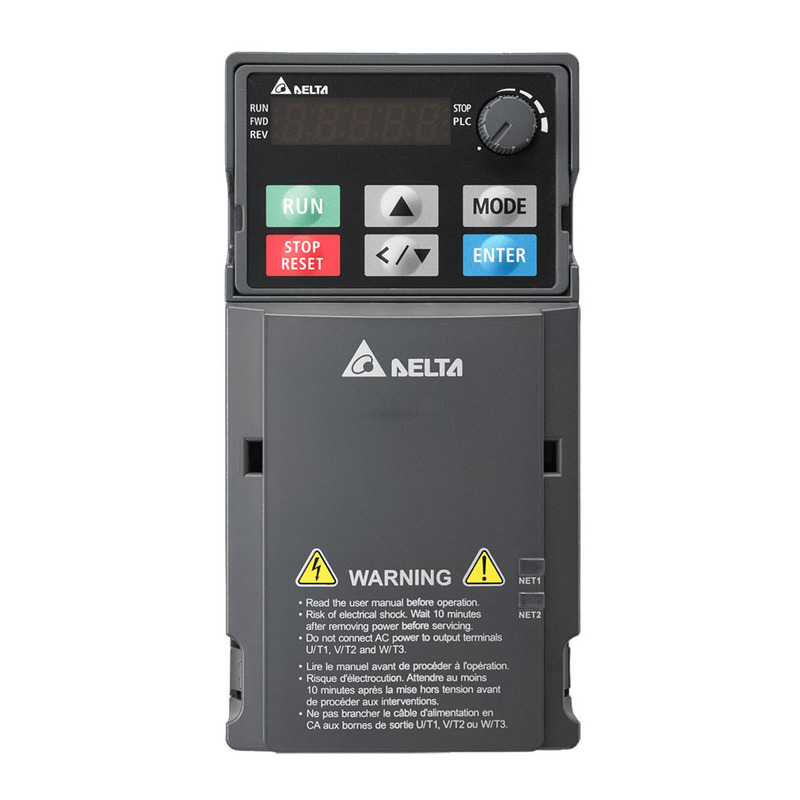 DELTA
RUN
FWD
REV
STOP
PLC
RUN
▲
MODE
STOP
RESET
</▼
ENTER
DELTA
WARNING
NET1
NET2
• Read the user manual before operation.
• Risk of electrical shock. Wait 10 minutes
after removing power before servicing.
• Do not connect AC power to output terminals
U/T1, V/T2 and W/T3.
• Lire le manuel avant de procéder à l'opération.
• Risque d'électrocution. Attendre au moins
10 minutes après la mise hors tension avant
de procéder aux interventions.
• Ne pas brancher le câble d'alimentation en
CA aux bornes de sortie U/T1, V/T2 ou W/T3.